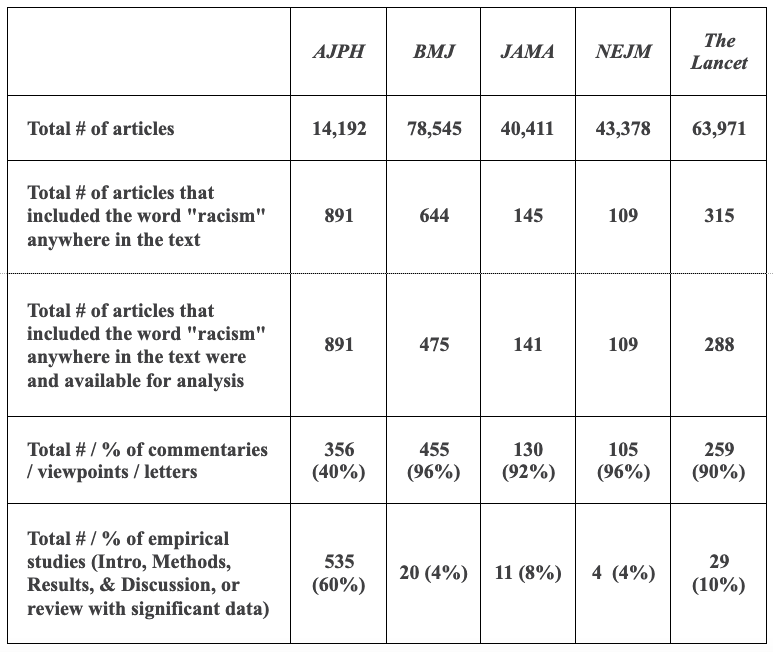 AJPH BMJ JAMA NEJM The
Lancet
Total # of articles 14,192 78,545 40,411 43,378 63,971
Total # of articles that
included the word "racism" 891 644 145 109 315
anywhere in the text
Total # of articles that
included the word "racism"
anywhere in the text were 891 475 141 109 288
and available for analysis
Total # / % of commentaries 356 455 130 105 259
/ viewpoints / letters (40%) (96%) (92%) (96%) (90%)
Total # / % of empirical
studies (Intro, Methods, 535 20 (4%) 11 (8%) 4 (4%) 29
Results, & Discussion, or (60%) (10%)
review with significant data)